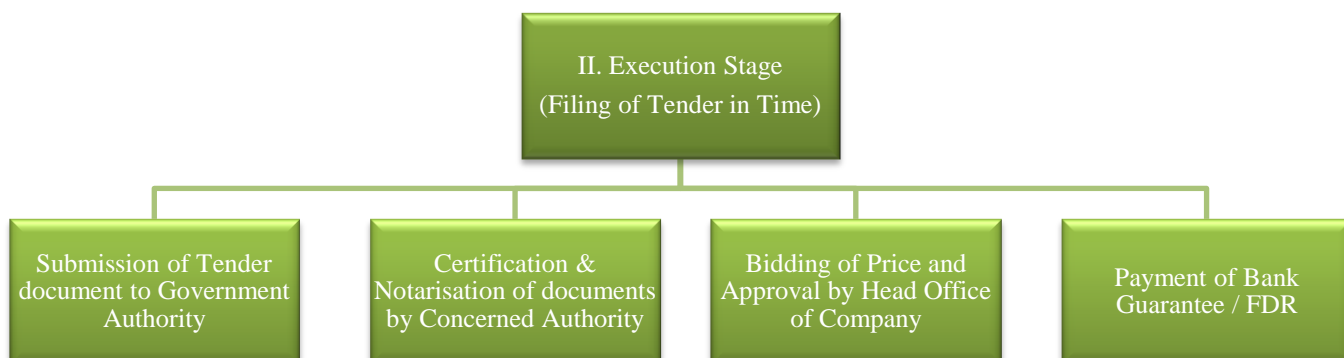 II. Execution Stage
(Filing of Tender in Time)
Submission of Tender
document to Government
Authority
Certification &
Notarisation of documents
by Concerned Authority
Bidding of Price and
Approval by Head Office
of Company
Payment of Bank
Guarantee / FDR